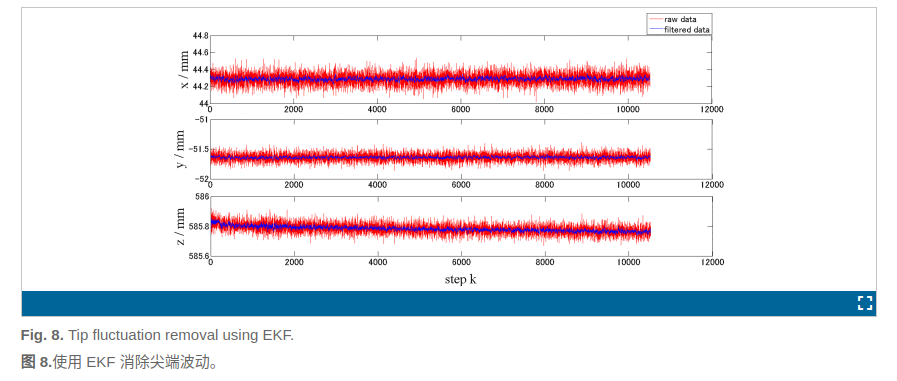 raw data
filtered data
44.8
44.6
44.4
44.2
44
x / mm
0 2000 4000 6000 8000 10000 12000
-51
-51.5
-52
y / mm
0 2000 4000 6000 8000 10000 12000
586
585.8
585.6
z / mm
0 2000 4000 6000 8000 10000 12000
step k
Fig. 8. Tip fluctuation removal using EKF.
图 8.使用 EKF 消除尖端波动。